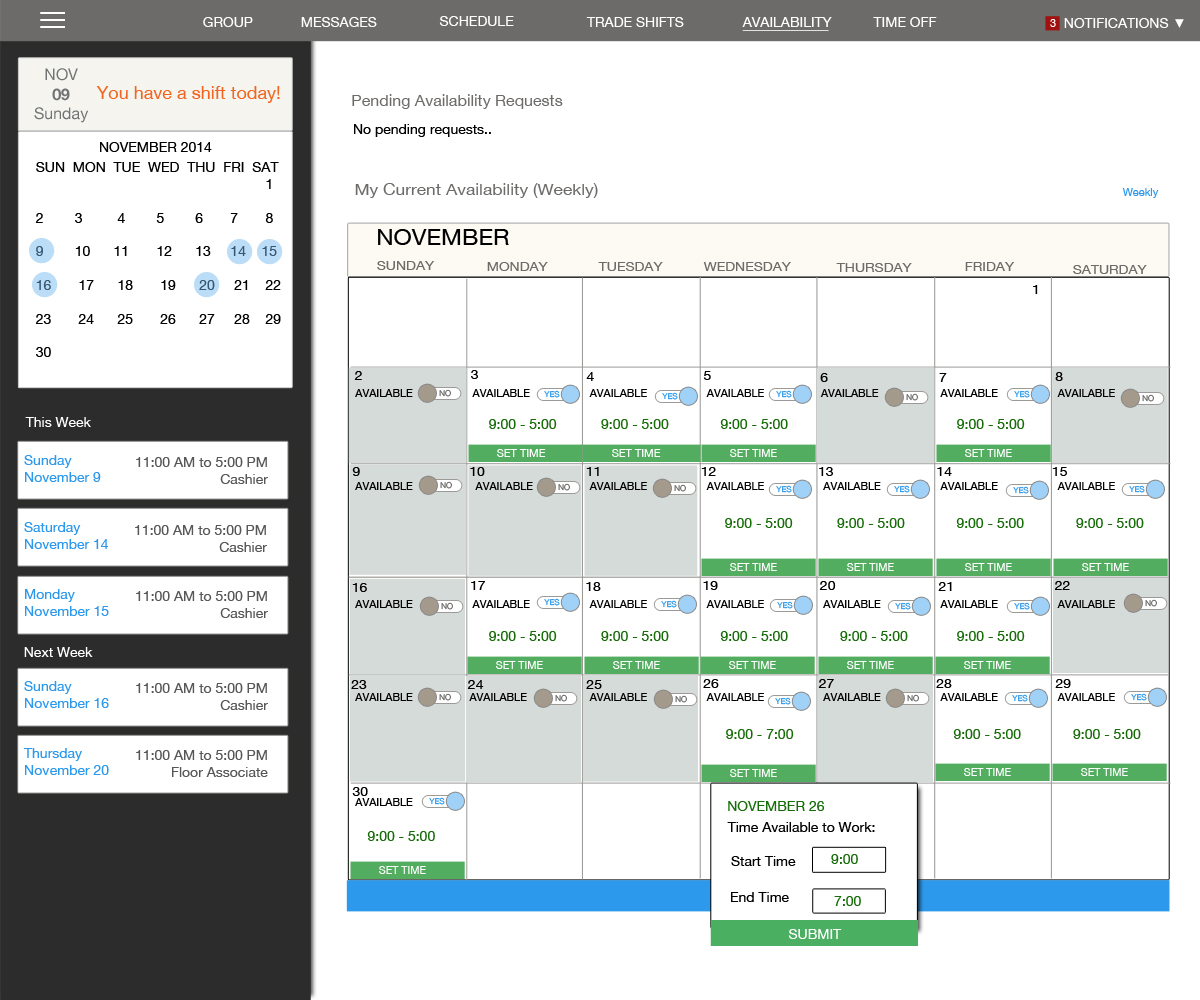 GROUP MESSAGES SCHEDULE TRADE SHIFTS AVAILABILITY TIME OFF 3 NOTIFICATIONS ▼
NOV
09
Sunday
You have a shift today!
NOVEMBER 2014
SUN MON TUE WED THU FRI SAT
1
2 3 4 5 6 7 8
9 10 11 12 13 14 15
16 17 18 19 20 21 22
23 24 25 26 27 28 29
30
This Week
Sunday 11:00 AM to 5:00 PM
November 9 Cashier
Saturday 11:00 AM to 5:00 PM
November 14 Cashier
Monday 11:00 AM to 5:00 PM
November 15 Cashier
Next Week
Sunday 11:00 AM to 5:00 PM
November 16 Cashier
Thursday 11:00 AM to 5:00 PM
November 20 Floor Associate
Pending Availability Requests
No pending requests..
My Current Availability (Weekly) Weekly
NOVEMBER
SUNDAY MONDAY TUESDAY WEDNESDAY THURSDAY FRIDAY SATURDAY
1
2 3 4 5 6 7 8
AVAILABLE NO AVAILABLE YES AVAILABLE YES AVAILABLE YES AVAILABLE NO AVAILABLE YES AVAILABLE NO
9:00 - 5:00 9:00 - 5:00 9:00 - 5:00 9:00 - 5:00
SET TIME SET TIME SET TIME SET TIME
9 10 11 12 13 14 15
AVAILABLE NO AVAILABLE NO AVAILABLE NO AVAILABLE YES AVAILABLE YES AVAILABLE YES AVAILABLE YES
9:00 - 5:00 9:00 - 5:00 9:00 - 5:00 9:00 - 5:00
SET TIME SET TIME SET TIME SET TIME
16 17 18 19 20 21 22
AVAILABLE NO AVAILABLE YES AVAILABLE YES AVAILABLE YES AVAILABLE YES AVAILABLE YES AVAILABLE NO
9:00 - 5:00 9:00 - 5:00 9:00 - 5:00 9:00 - 5:00 9:00 - 5:00
SET TIME SET TIME SET TIME SET TIME SET TIME
23 24 25 26 27 28 29
AVAILABLE NO AVAILABLE NO AVAILABLE NO AVAILABLE YES AVAILABLE NO AVAILABLE YES AVAILABLE YES
9:00 - 7:00 9:00 - 5:00 9:00 - 5:00
SET TIME SET TIME SET TIME
30
AVAILABLE YES
9:00 - 5:00
SET TIME
NOVEMBER 26
Time Available to Work:
Start Time 9:00
End Time 7:00
SUBMIT